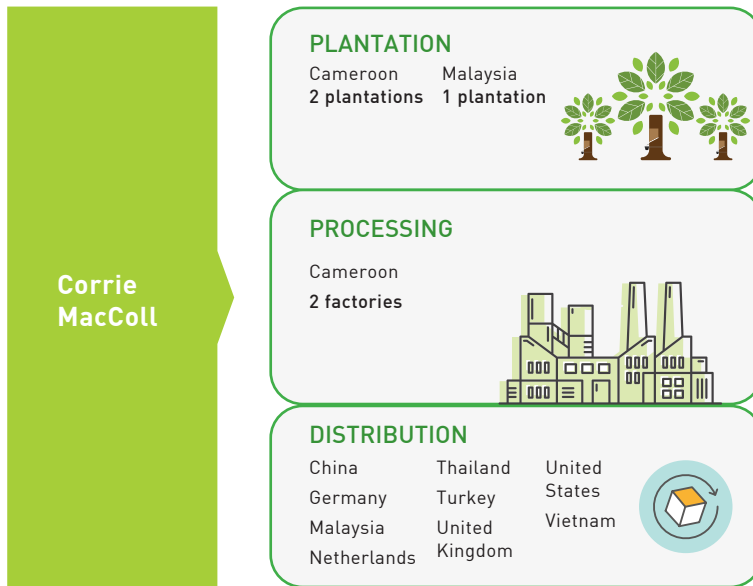 Corrie
MacColl
PLANTATION
Cameroon
2 plantations
Malaysia
1 plantation
PROCESSING
Cameroon
2 factories
DISTRIBUTION
China
Germany
Malaysia
Netherlands
Thailand
Turkey
United
Kingdom
United
States
Vietnam